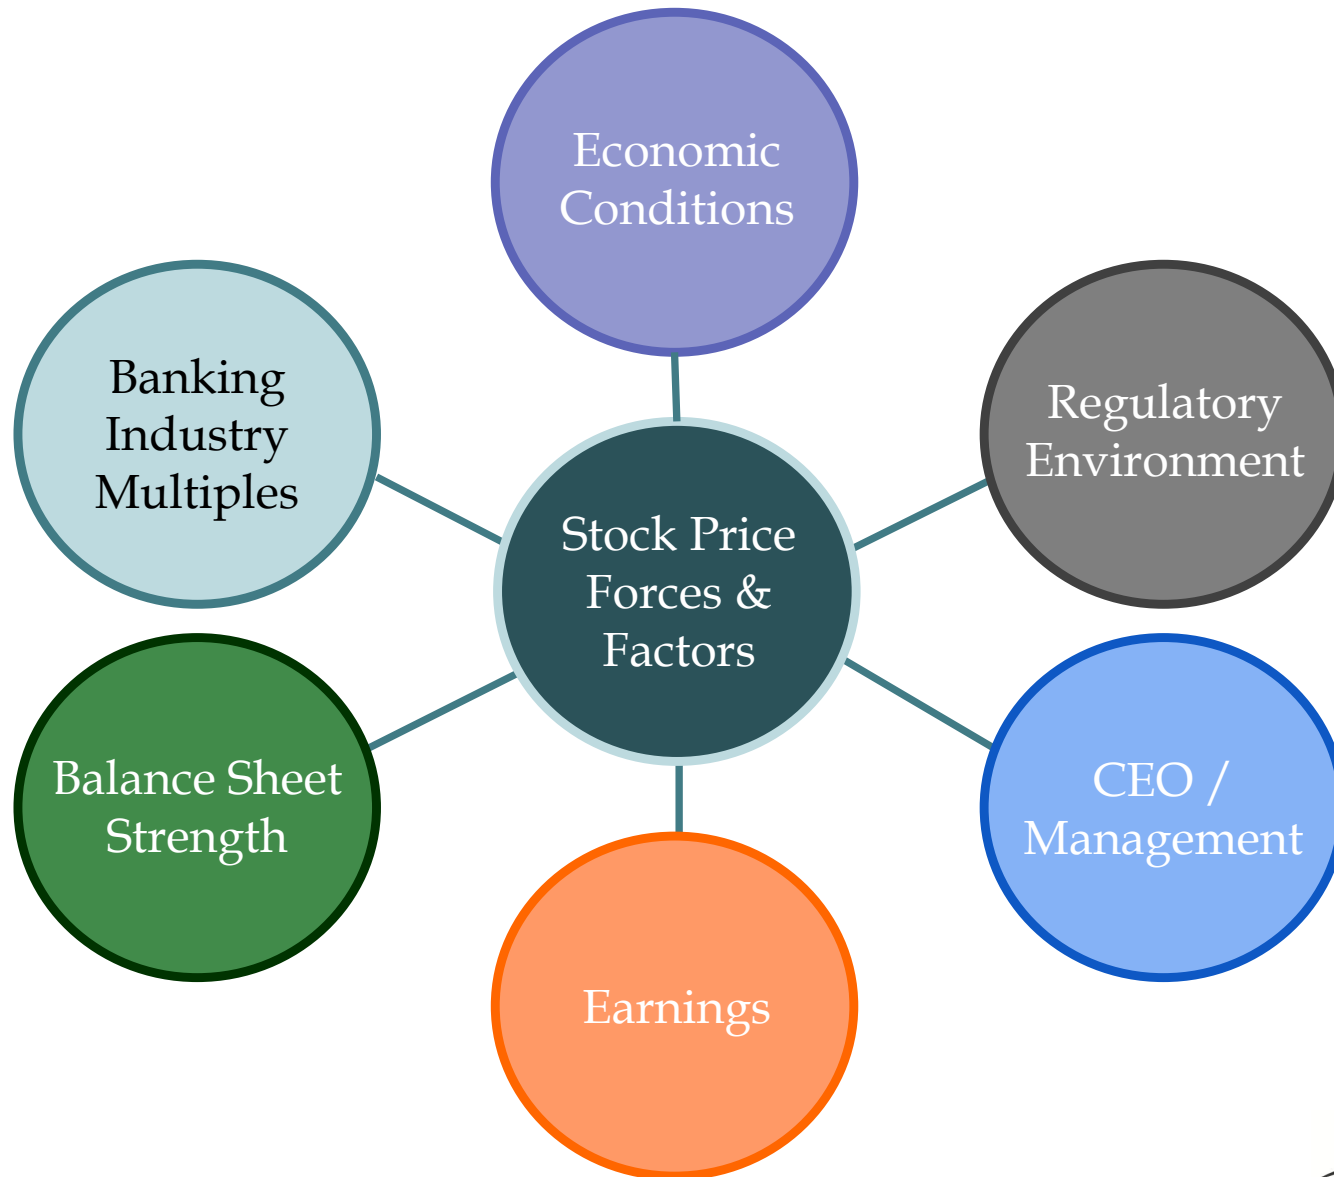 Economic
Conditions
Banking
Industry
Multiples
Regulatory
Environment
Stock Price
Forces &
Factors
Balance Sheet
Strength
CEO /
Management
Earnings